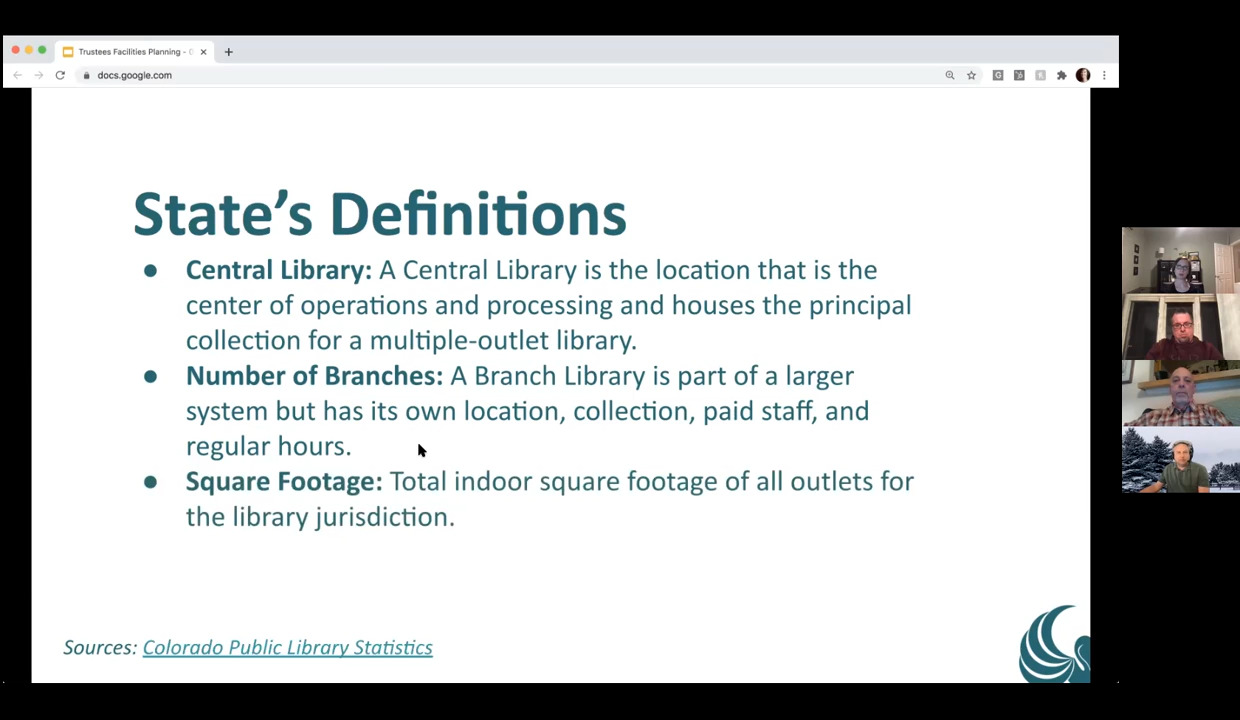 Trustees Facilities Planning -
docs.google.com
State’s Definitions
● Central Library: A Central Library is the location that is the
center of operations and processing and houses the principal
collection for a multiple-outlet library.
● Number of Branches: A Branch Library is part of a larger
system but has its own location, collection, paid staff, and
regular hours.
● Square Footage: Total indoor square footage of all outlets for
the library jurisdiction.
Sources: Colorado Public Library Statistics